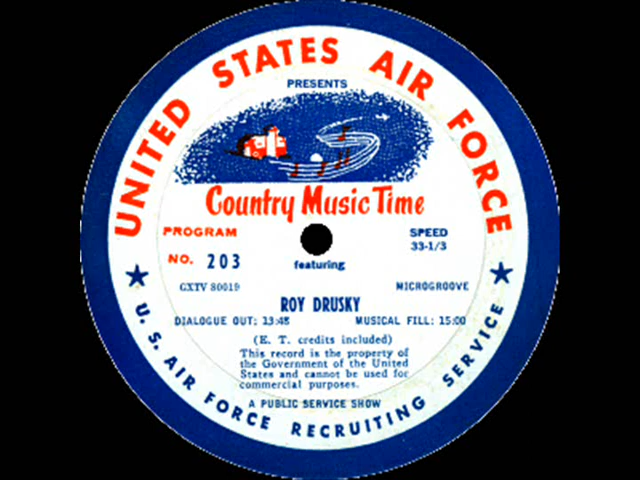 UNITED STATES AIR FORCE
PRESENTS
Country Music Time
PROGRAM
NO. 203
SPEED
33-1/3
featuring
GXTV 80019
MICROGROOVE
ROY DRUSKY
DIALOGUE OUT: 13:48
MUSICAL FILL: 15:00
(E. T. credits included)
This record is the property of
the Government of the United
States and cannot be used for
commercial purposes.
A PUBLIC SERVICE SHOW
U. S. AIR FORCE RECRUITING SERVICE